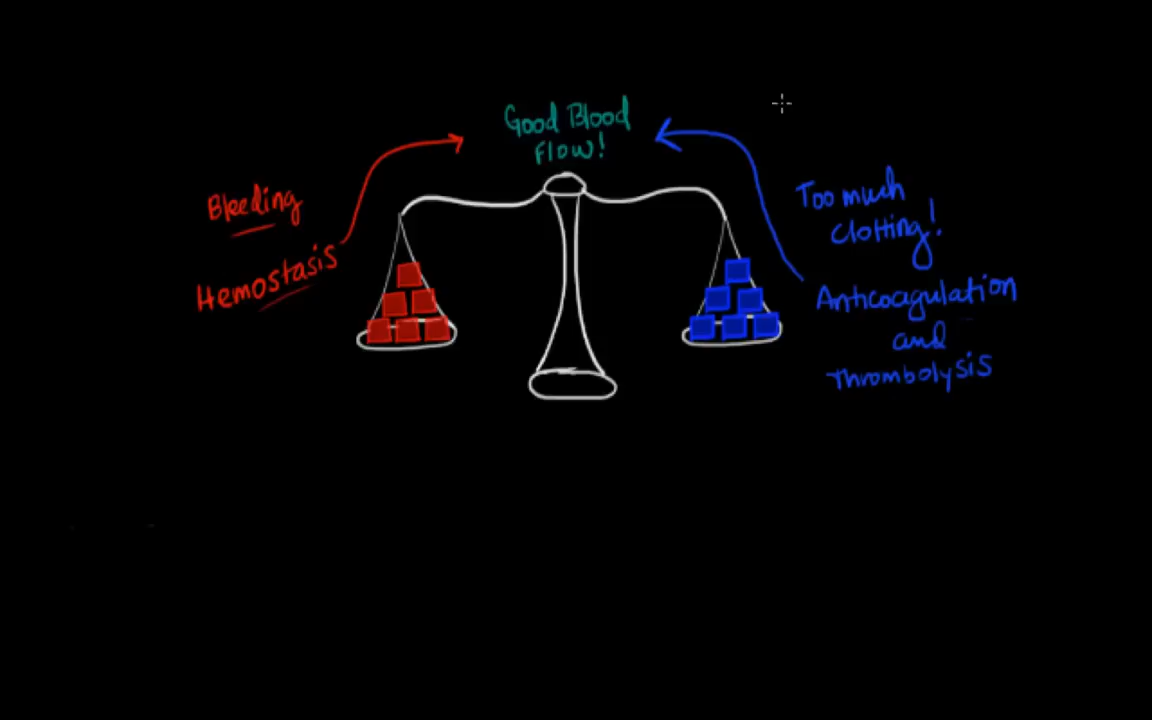 Good Blood
Flow!
Bleeding
Hemostasis
Too much
Clotting!
Anticoagulation
and
Thrombolysis